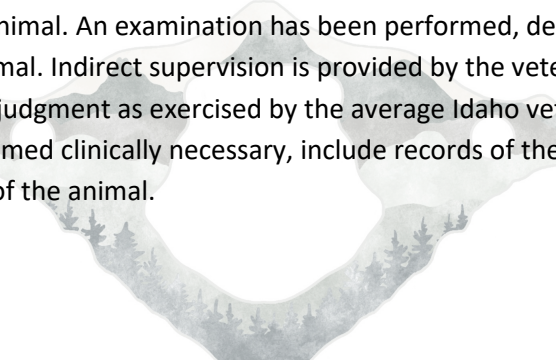 nimal. An examination has been performed, de
mal. Indirect supervision is provided by the vete
judgment as exercised by the average Idaho vet
med clinically necessary, include records of the
of the animal.